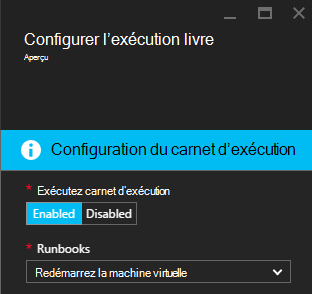 Configurer l'exécution livre
Aperçu
Configuration du carnet d'exécution
* Exécutez carnet d'exécution
Enabled Disabled
* Runbooks
Redémarrez la machine virtuelle